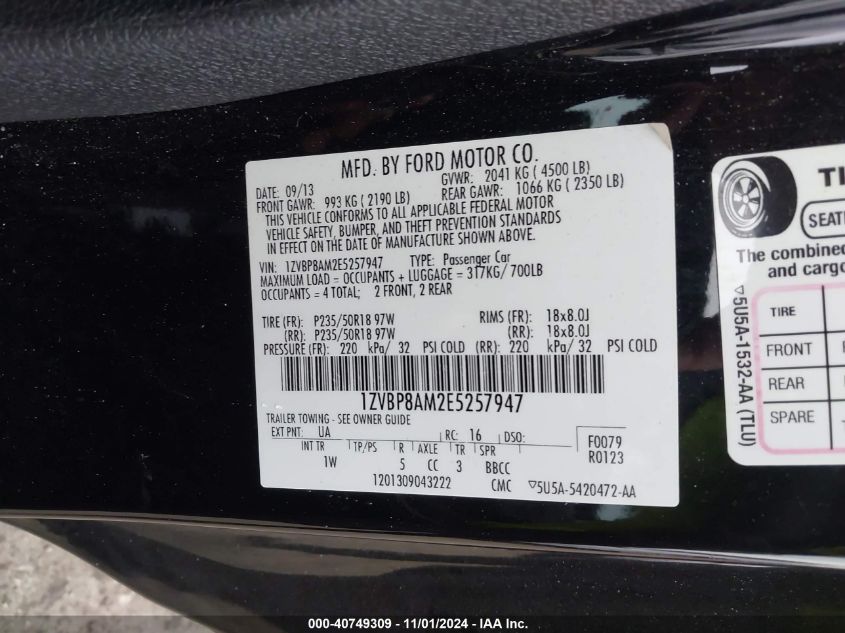 MFD. BY FORD MOTOR CO.
DATE: 09/13 GVWR: 2041 KG ( 4500 LB)
FRONT GAWR: 993 KG ( 2190 LB) REAR GAWR: 1066 KG ( 2350 LB)
THIS VEHICLE CONFORMS TO ALL APPLICABLE FEDERAL MOTOR
VEHICLE SAFETY, BUMPER, AND THEFT PREVENTION STANDARDS
IN EFFECT ON THE DATE OF MANUFACTURE SHOWN ABOVE.
VIN: 1ZVBP8AM2E5257947 TYPE: Passenger Car
MAXIMUM LOAD = OCCUPANTS + LUGGAGE = 317KG/ 700LB
OCCUPANTS = 4 TOTAL; 2 FRONT, 2 REAR
TIRE (FR): P235/50R18 97W RIMS (FR): 18x8.0J
(RR): P235/50R18 97W (RR): 18x8.0J
PRESSURE (FR): 220 kPa/ 32 PSI COLD (RR): 220 kPa/ 32 PSI COLD
1ZVBP8AM2E5257947
TRAILER TOWING - SEE OWNER GUIDE
EXT PNT: UA RC: 16 DSO: F0079
INT TR TP/PS R AXLE TR SPR R0123
1W 5 CC 3 BBCC
1201309043222 CMC ▽5U5A-5420472-AA
SEAT
The combined
and cargo
▽5U5A-1532-AA (TLU)
TIRE
FRONT
REAR
SPARE
000-40749309 - 11/01/2024 - IAA Inc.